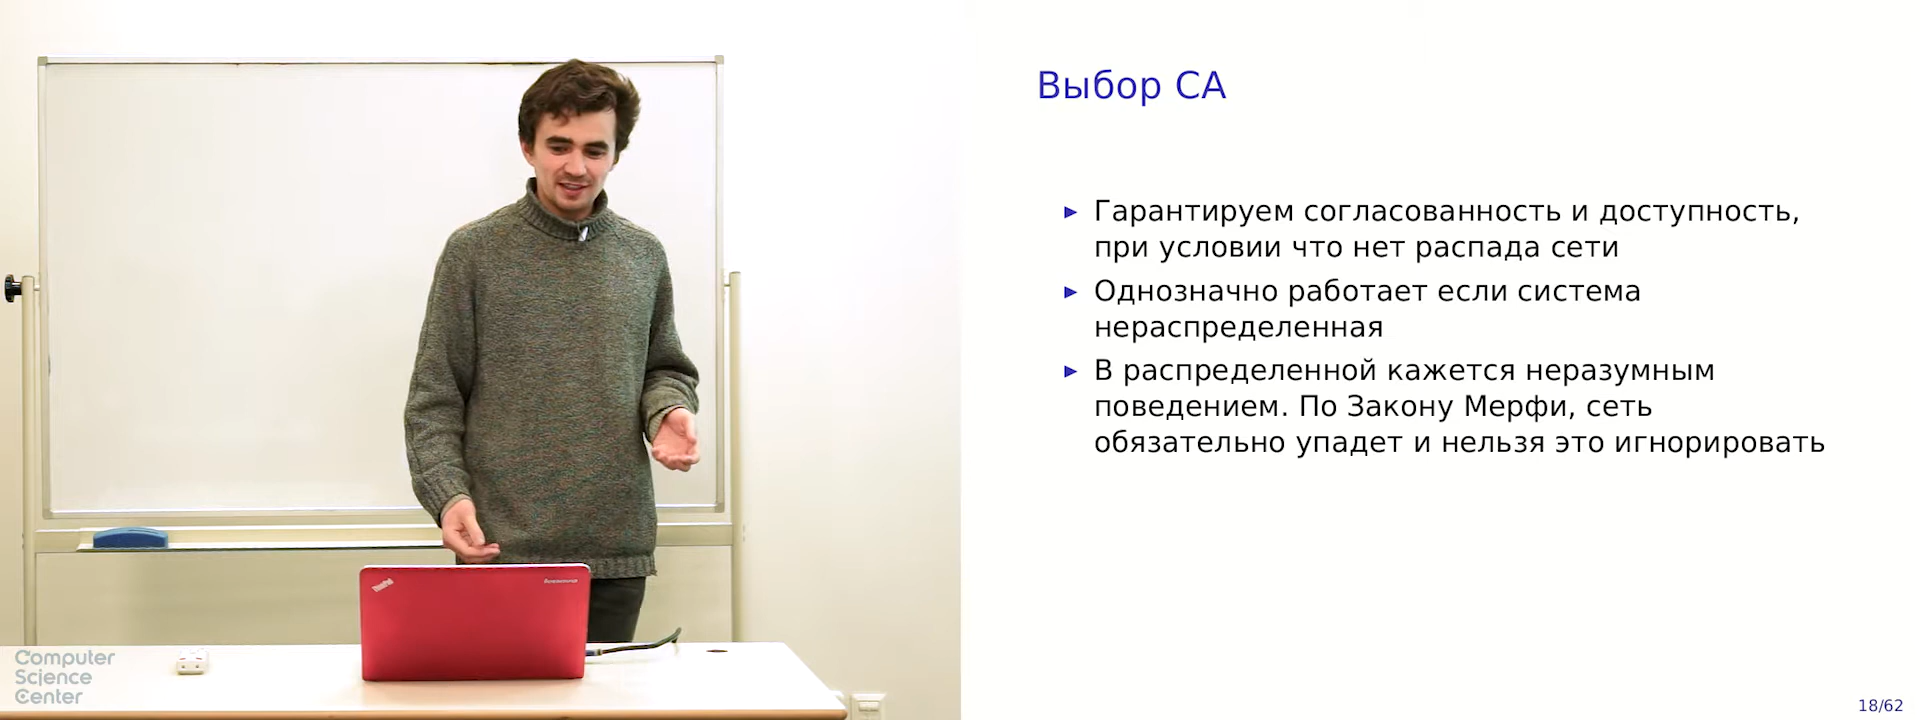 Выбор CA
Гарантируем согласованность и доступность,
при условии что нет распада сети
Однозначно работает если система
нераспределенная
В распределенной кажется неразумным
поведением. По Закону Мерфи, сеть
обязательно упадет и нельзя это игнорировать
18/62
Computer
Science
Center